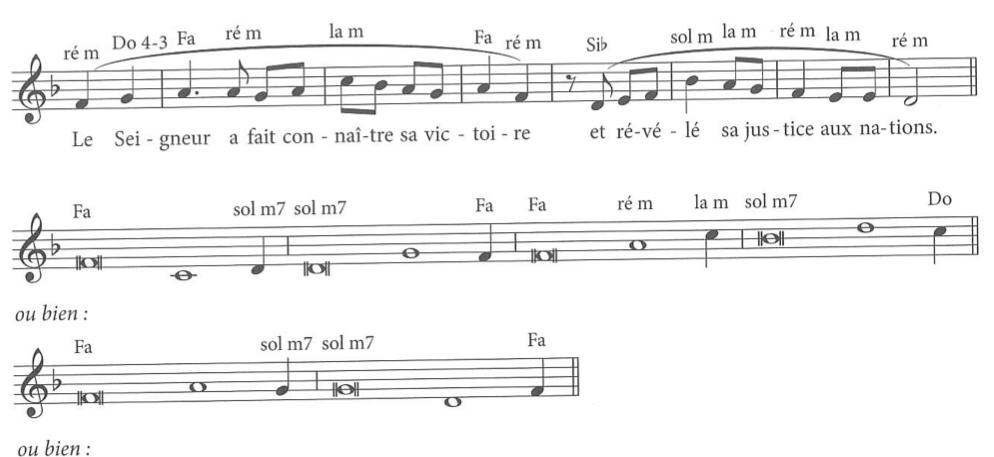 ré m Do 4-3 Fa ré m la m Fa ré m Si♭ sol m la m ré m la m ré m
Le Sei - gneur a fait con - naî-tre sa vic - toi - re et ré-vé - lé sa jus - tice aux na-tions.
Fa sol m7 sol m7 Fa Fa ré m la m sol m7 Do
ou bien :
Fa sol m7 sol m7 Fa
ou bien :